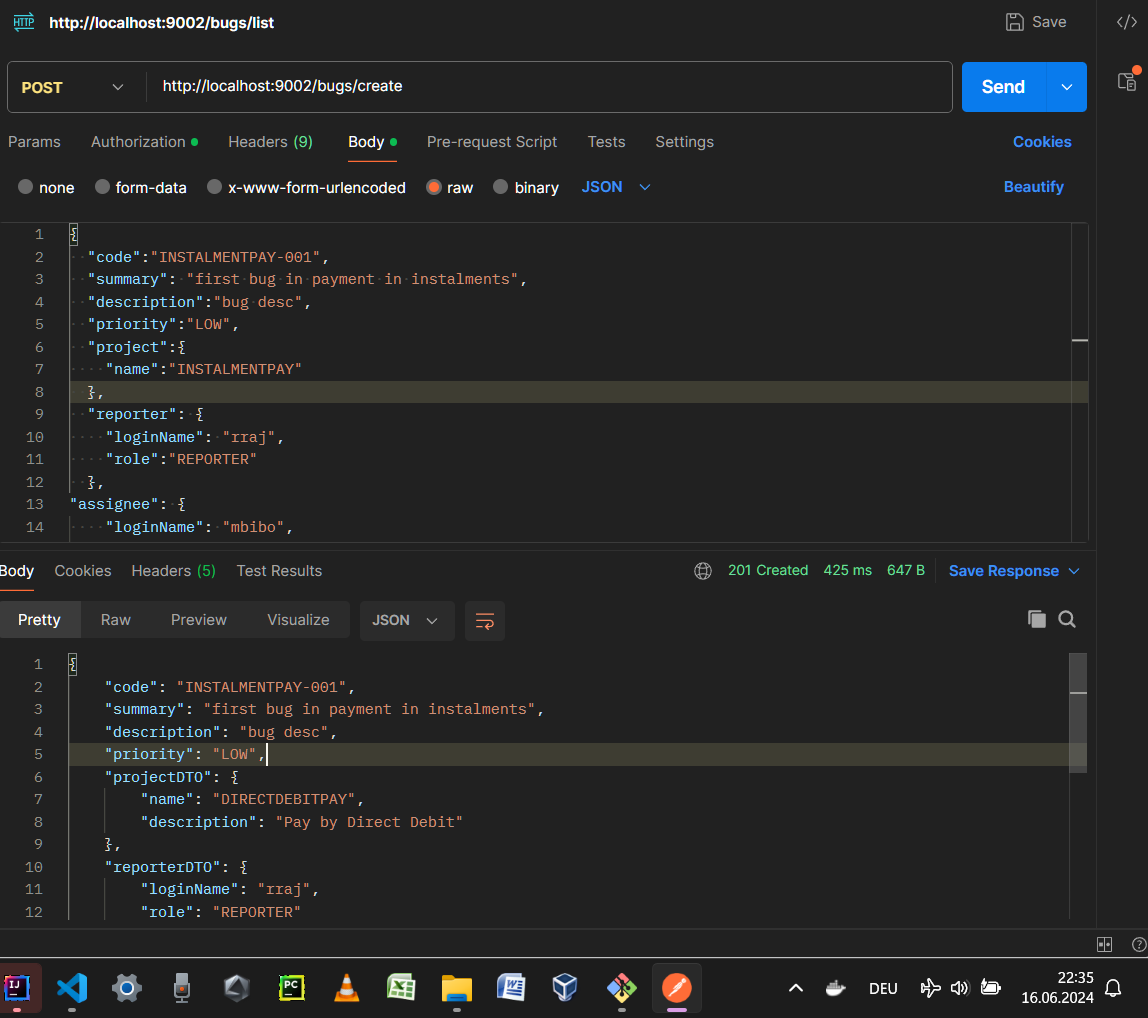 HTTP http://localhost:9002/bugs/list Save
POST http://localhost:9002/bugs/create Send
Params Authorization Headers (9) Body Pre-request Script Tests Settings Cookies
none form-data x-www-form-urlencoded raw binary JSON Beautify
1 {
2 "code":"INSTALMENTPAY-001",
3 "summary": "first bug in payment in instalments",
4 "description":"bug desc",
5 "priority":"LOW",
6 "project":{
7 "name":"INSTALMENTPAY"
8 },
9 "reporter": {
10 "loginName": "rraj",
11 "role":"REPORTER"
12 },
13 "assignee": {
14 "loginName": "mbibo",
Body Cookies Headers (5) Test Results 201 Created 425 ms 647 B Save Response
Pretty Raw Preview Visualize JSON
1 {
2 "code": "INSTALMENTPAY-001",
3 "summary": "first bug in payment in instalments",
4 "description": "bug desc",
5 "priority": "LOW",
6 "projectDTO": {
7 "name": "DIRECTDEBITPAY",
8 "description": "Pay by Direct Debit"
9 },
10 "reporterDTO": {
11 "loginName": "rraj",
12 "role": "REPORTER"
IJ PC DEU 22:35
16.06.2024